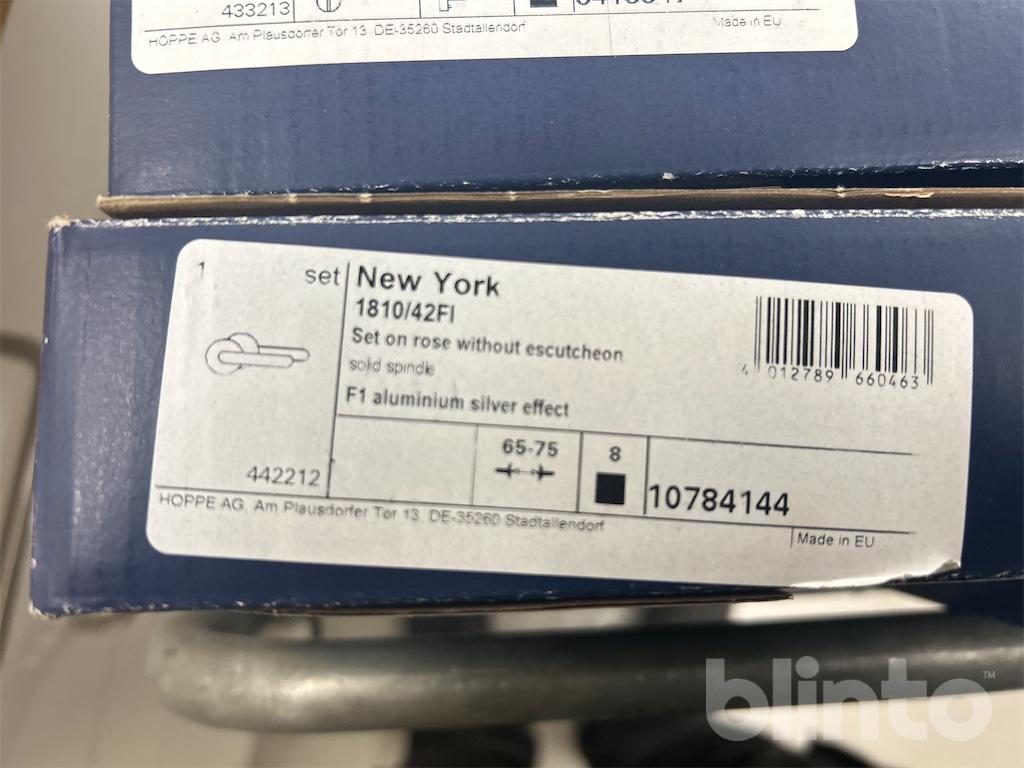 433213
HOPPE AG, Am Plausdorfer Tor 13, DE-35260 Stadtallendorf
Made in EU
1 set
New York
1810/42FI
Set on rose without escutcheon
solid spindle
F1 aluminium silver effect
4 012789 660463
65-75
8
442212
10784144
HOPPE AG, Am Plausdorfer Tor 13, DE-35260 Stadtallendorf
Made in EU
blinto™